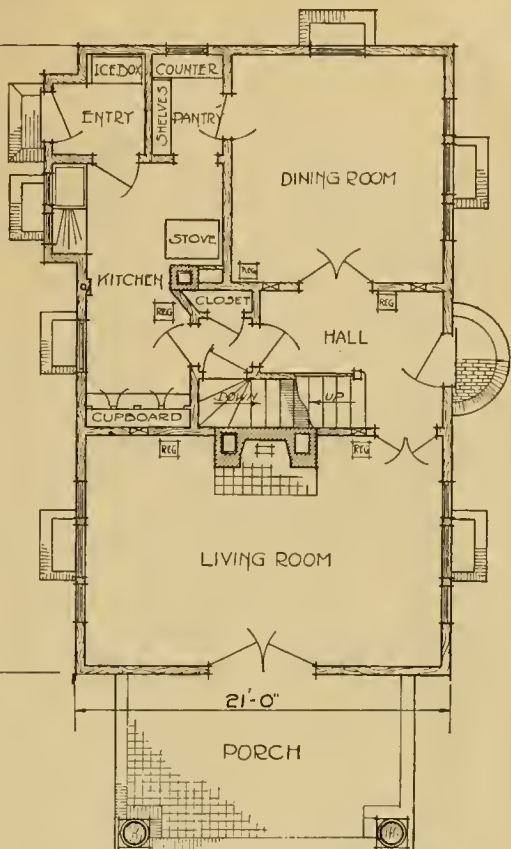 ICEBOX
COUNTER
ENTRY
SHELVES
PANTRY
DINING ROOM
STOVE
KITCHEN
REG
CLOSET
REG
REG
HALL
DOWN
UP
CUPBOARD
REG
REG
LIVING ROOM
21'-0"
PORCH